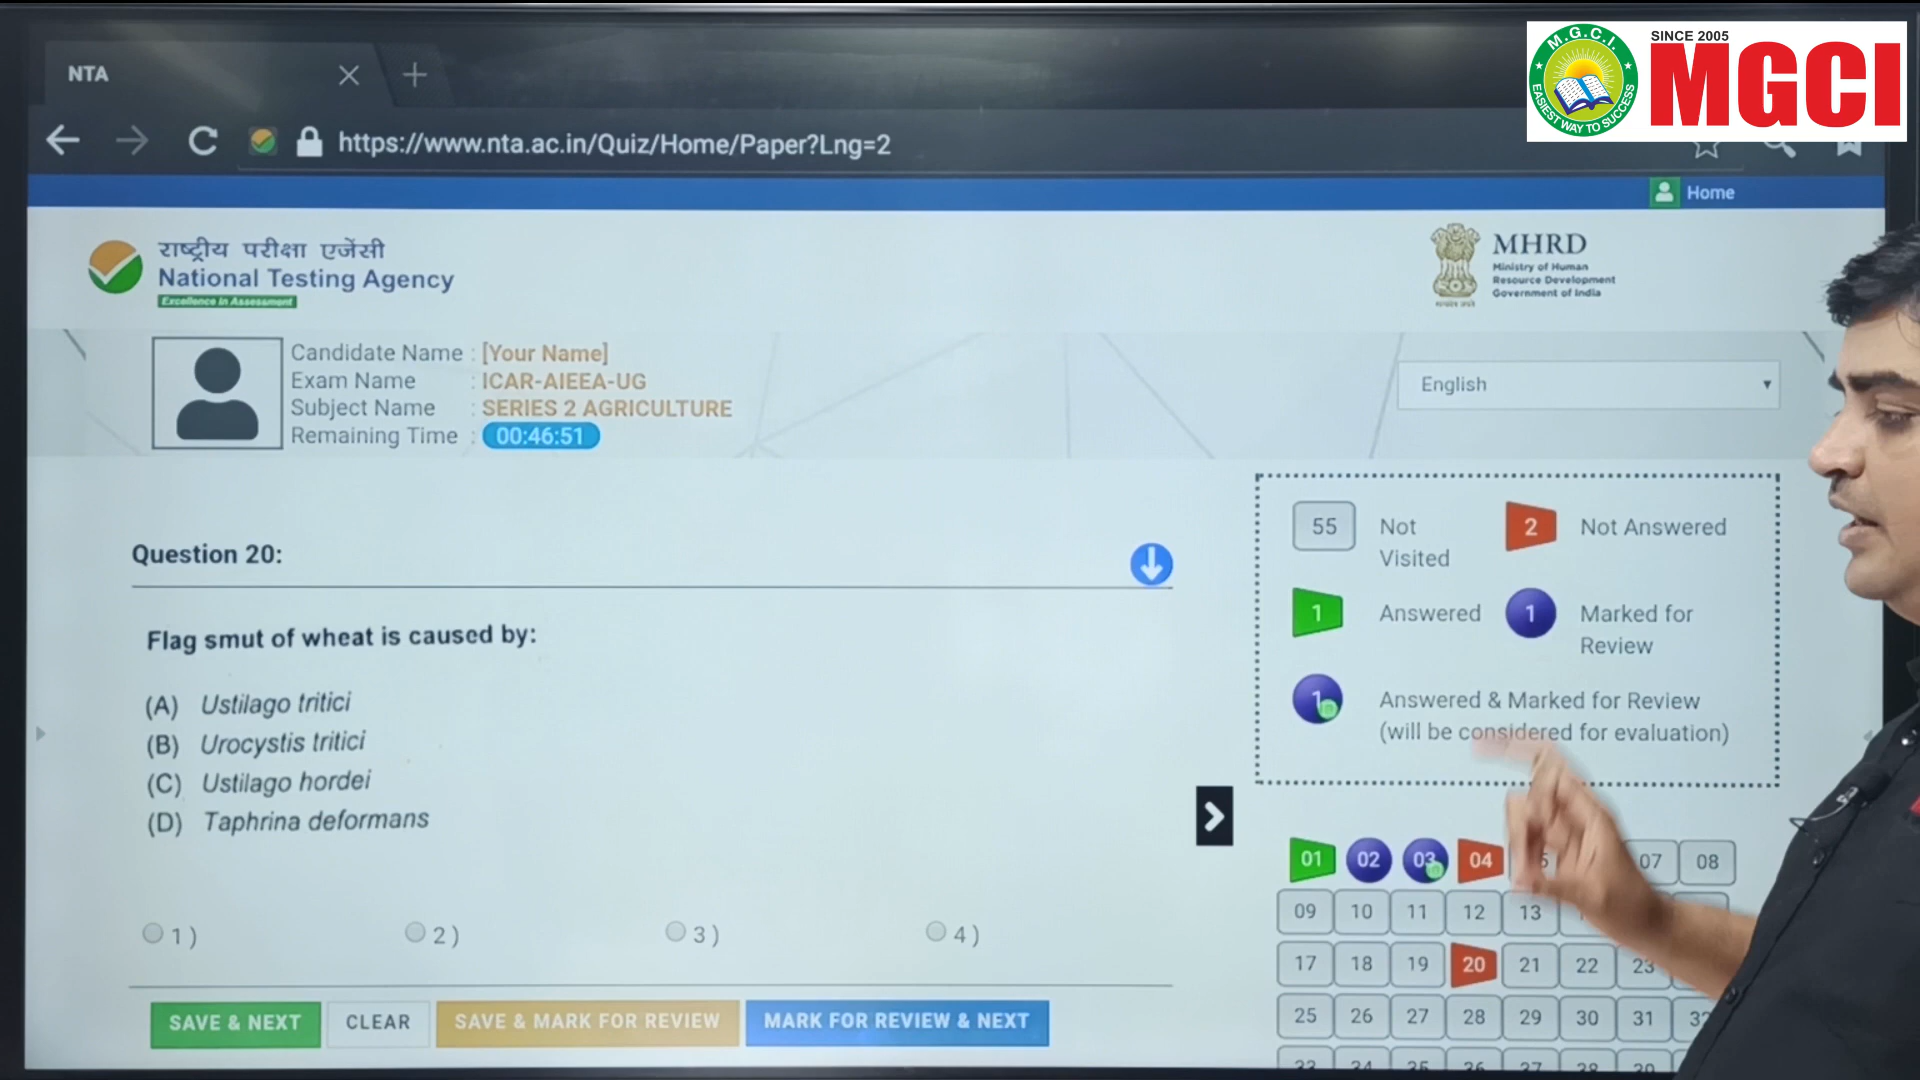 M.G.C.I.
EASIEST WAY TO SUCCESS
SINCE 2005
MGCI
NTA
https://www.nta.ac.in/Quiz/Home/Paper?Lng=2
Home
राष्ट्रीय परीक्षा एजेंसी
National Testing Agency
Excellence in Assessment
MHRD
Ministry of Human
Resource Development
Government of India
Candidate Name : [Your Name]
Exam Name : ICAR-AIEEA-UG
Subject Name : SERIES 2 AGRICULTURE
Remaining Time : 00:46:51
English
Question 20:
Flag smut of wheat is caused by:
(A) Ustilago tritici
(B) Urocystis tritici
(C) Ustilago hordei
(D) Taphrina deformans
1 )
2 )
3 )
4 )
SAVE & NEXT
CLEAR
SAVE & MARK FOR REVIEW
MARK FOR REVIEW & NEXT
55 Not Visited
2 Not Answered
1 Answered
1 Marked for Review
1 Answered & Marked for Review
(will be considered for evaluation)
01 02 03 04 07 08
09 10 11 12 13
17 18 19 20 21 22 23
25 26 27 28 29 30 31